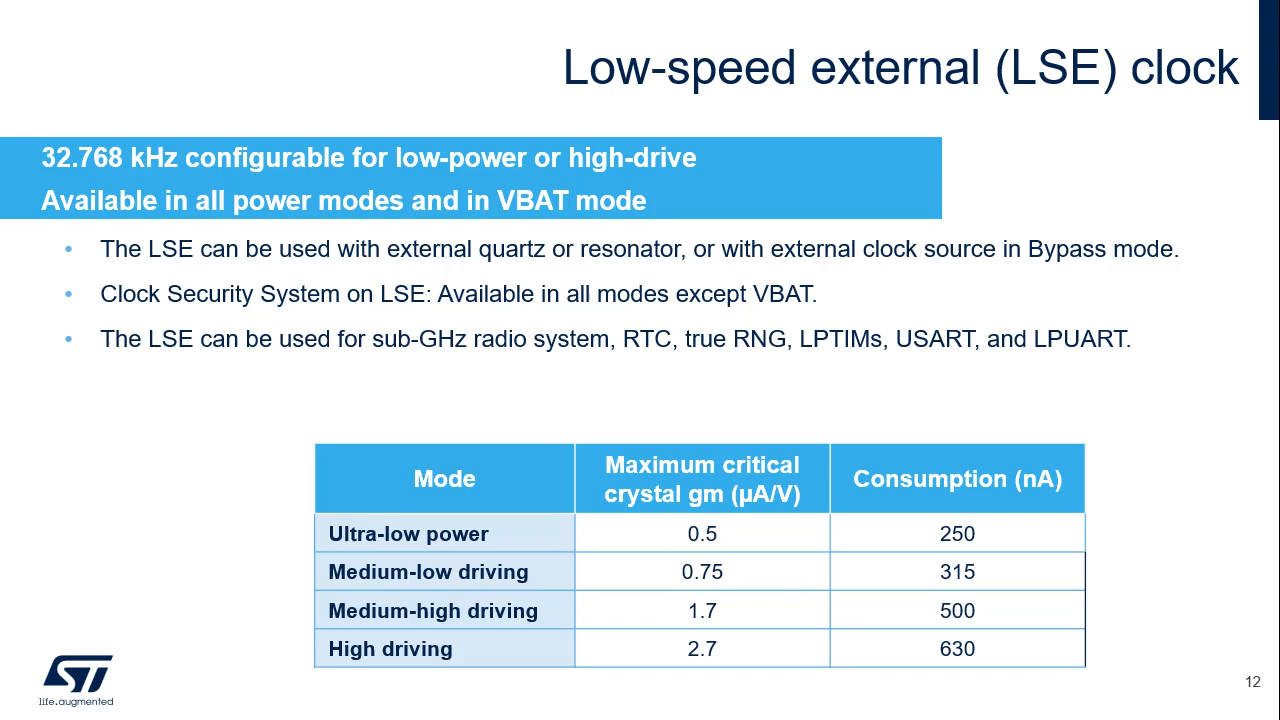 Low-speed external (LSE) clock
32.768 kHz configurable for low-power or high-drive
Available in all power modes and in VBAT mode
• The LSE can be used with external quartz or resonator, or with external clock source in Bypass mode.
• Clock Security System on LSE: Available in all modes except VBAT.
• The LSE can be used for sub-GHz radio system, RTC, true RNG, LPTIMs, USART, and LPUART.
Mode Maximum critical crystal gm (µA/V) Consumption (nA)
Ultra-low power 0.5 250
Medium-low driving 0.75 315
Medium-high driving 1.7 500
High driving 2.7 630
ST
life.augmented
12